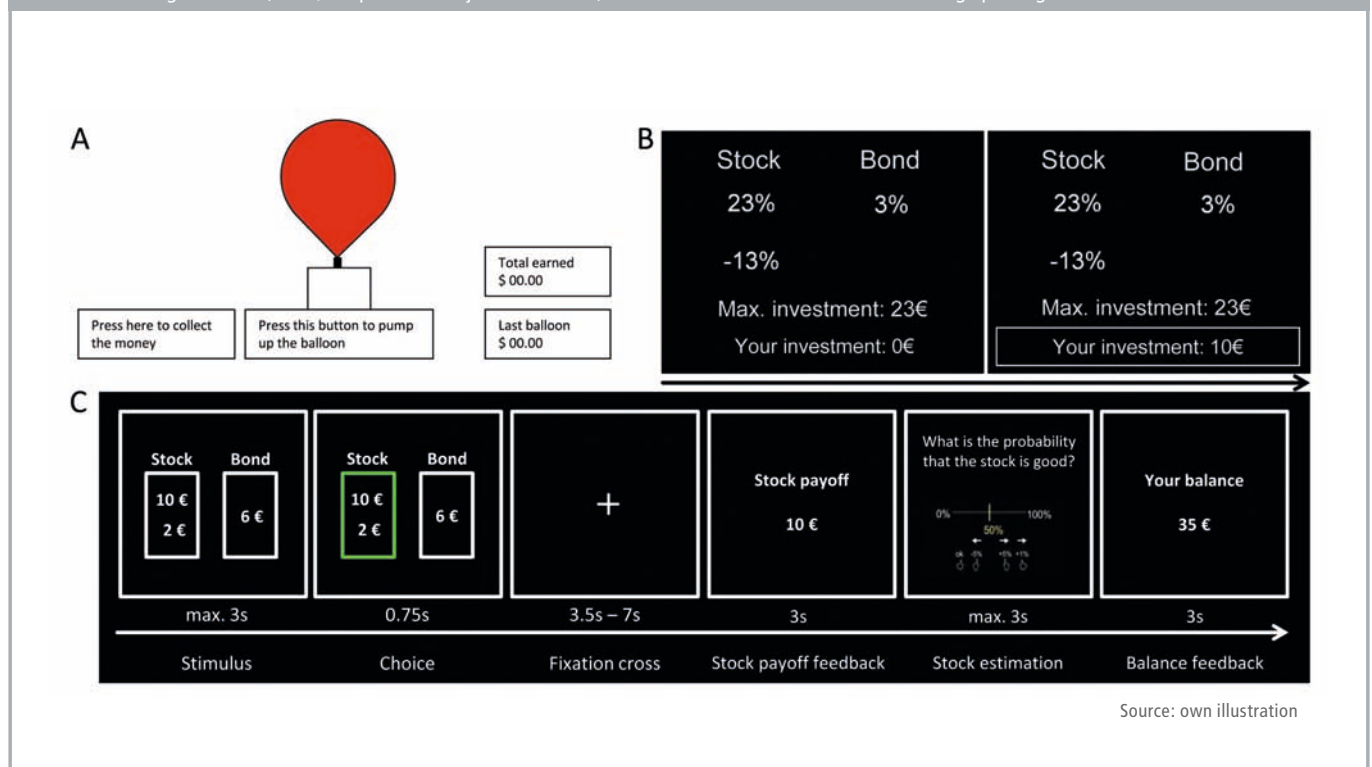 A
Press here to collect
the money
Press this button to pump
up the balloon
Total earned
$ 00.00
Last balloon
$ 00.00
B
Stock Bond
23% 3%
-13%
Max. investment: 23€
Your investment: 0€
Stock Bond
23% 3%
-13%
Max. investment: 23€
Your investment: 10€
C
Stock Bond
10 €
2 €
6 €
max. 3s
Stimulus
Stock Bond
10 €
2 €
6 €
0.75s
Choice
+
3.5s – 7s
Fixation cross
Stock payoff
10 €
3s
Stock payoff feedback
What is the probability
that the stock is good?
0% 100%
50%
ok -5% +5% +1%
max. 3s
Stock estimation
Your balance
35 €
3s
Balance feedback
Source: own illustration